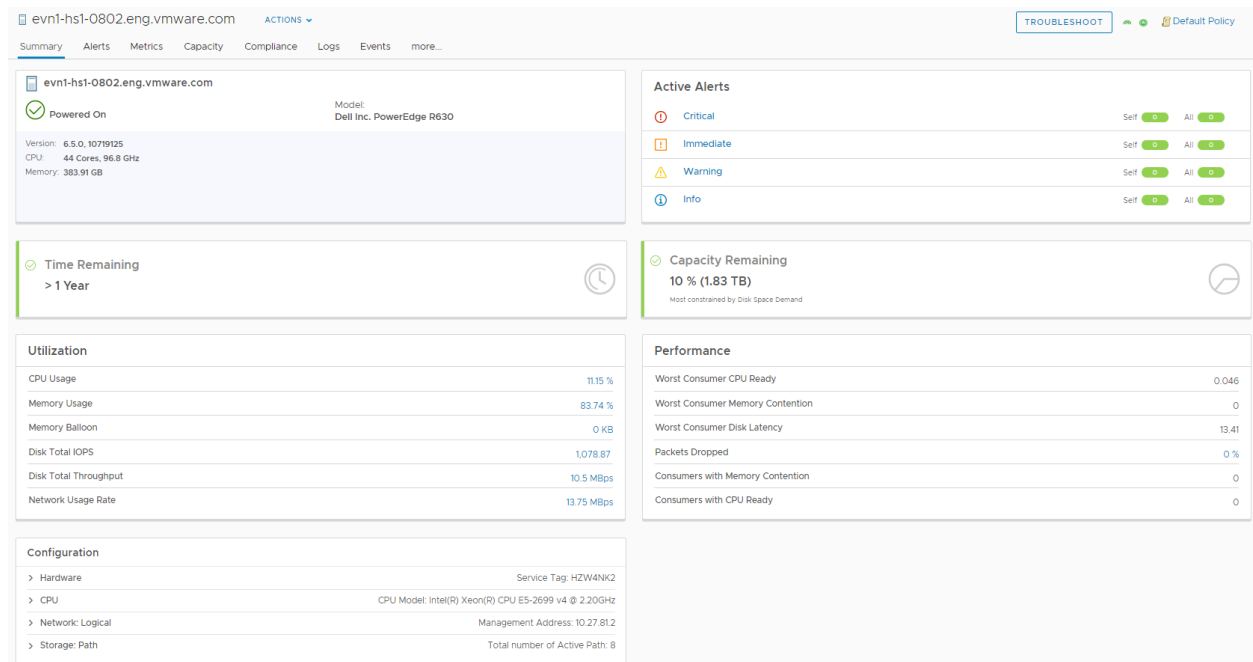 evn1-hs1-0802.eng.vmware.com ACTIONS TROUBLESHOOT Default Policy
Summary Alerts Metrics Capacity Compliance Logs Events more...
evn1-hs1-0802.eng.vmware.com
Powered On
Model:
Dell Inc. PowerEdge R630
Version: 6.5.0, 10719125
CPU: 44 Cores, 96.8 GHz
Memory: 383.91 GB
Active Alerts
Critical Self 0 All 0
Immediate Self 0 All 0
Warning Self 0 All 0
Info Self 0 All 0
Time Remaining
> 1 Year
Capacity Remaining
10 % (1.83 TB)
Most constrained by Disk Space Demand
Utilization
CPU Usage 11.15 %
Memory Usage 83.74 %
Memory Balloon 0 KB
Disk Total IOPS 1,078.87
Disk Total Throughput 10.5 MBps
Network Usage Rate 13.75 MBps
Performance
Worst Consumer CPU Ready 0.046
Worst Consumer Memory Contention 0
Worst Consumer Disk Latency 13.41
Packets Dropped 0 %
Consumers with Memory Contention 0
Consumers with CPU Ready 0
Configuration
Hardware Service Tag: HZW4NK2
CPU CPU Model: Intel(R) Xeon(R) CPU E5-2699 v4 @ 2.20GHz
Network: Logical Management Address: 10.27.81.2
Storage: Path Total number of Active Path: 8